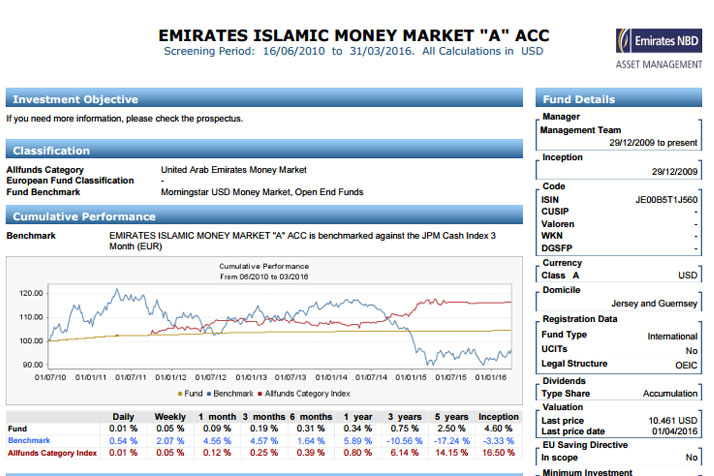 EMIRATES ISLAMIC MONEY MARKET "A" ACC
Screening Period: 16/06/2010 to 31/03/2016. All Calculations in USD
Emirates NBD
ASSET MANAGEMENT
Investment Objective
If you need more information, please check the prospectus.
Classification
Allfunds Category United Arab Emirates Money Market
European Fund Classification -
Fund Benchmark Morningstar USD Money Market, Open End Funds
Cumulative Performance
Benchmark EMIRATES ISLAMIC MONEY MARKET "A" ACC is benchmarked against the JPM Cash Index 3
Month (EUR)
Cumulative Performance
From 06/2010 to 03/2016
120.00
110.00
100.00
90.00
01/07/10 01/01/11 01/07/11 01/01/12 01/07/12 01/01/13 01/07/13 01/01/14 01/07/14 01/01/15 01/07/15 01/01/16
Fund Benchmark Allfunds Category Index
Daily Weekly 1 month 3 months 6 months 1 year 3 years 5 years Inception
Fund 0.01 % 0.05 % 0.09 % 0.19 % 0.31 % 0.34 % 0.75 % 2.50 % 4.60 %
Benchmark 0.54 % 2.07 % 4.56 % 4.57 % 1.64 % 5.89 % -10.56 % -17.24 % -3.33 %
Allfunds Category Index 0.01 % 0.05 % 0.12 % 0.25 % 0.39 % 0.80 % 6.14 % 14.15 % 16.50 %
Fund Details
Manager
Management Team
29/12/2009 to present
Inception
29/12/2009
Code
ISIN JE00B5T1J560
CUSIP -
Valoren -
WKN -
DGSFP -
Currency
Class A USD
Domicile
Jersey and Guernsey
Registration Data
Fund Type International
UCITs No
Legal Structure OEIC
Dividends
Type Share Accumulation
Valuation
Last price 10.461 USD
Last price date 01/04/2016
EU Saving Directive
In scope No
Minimum Investment